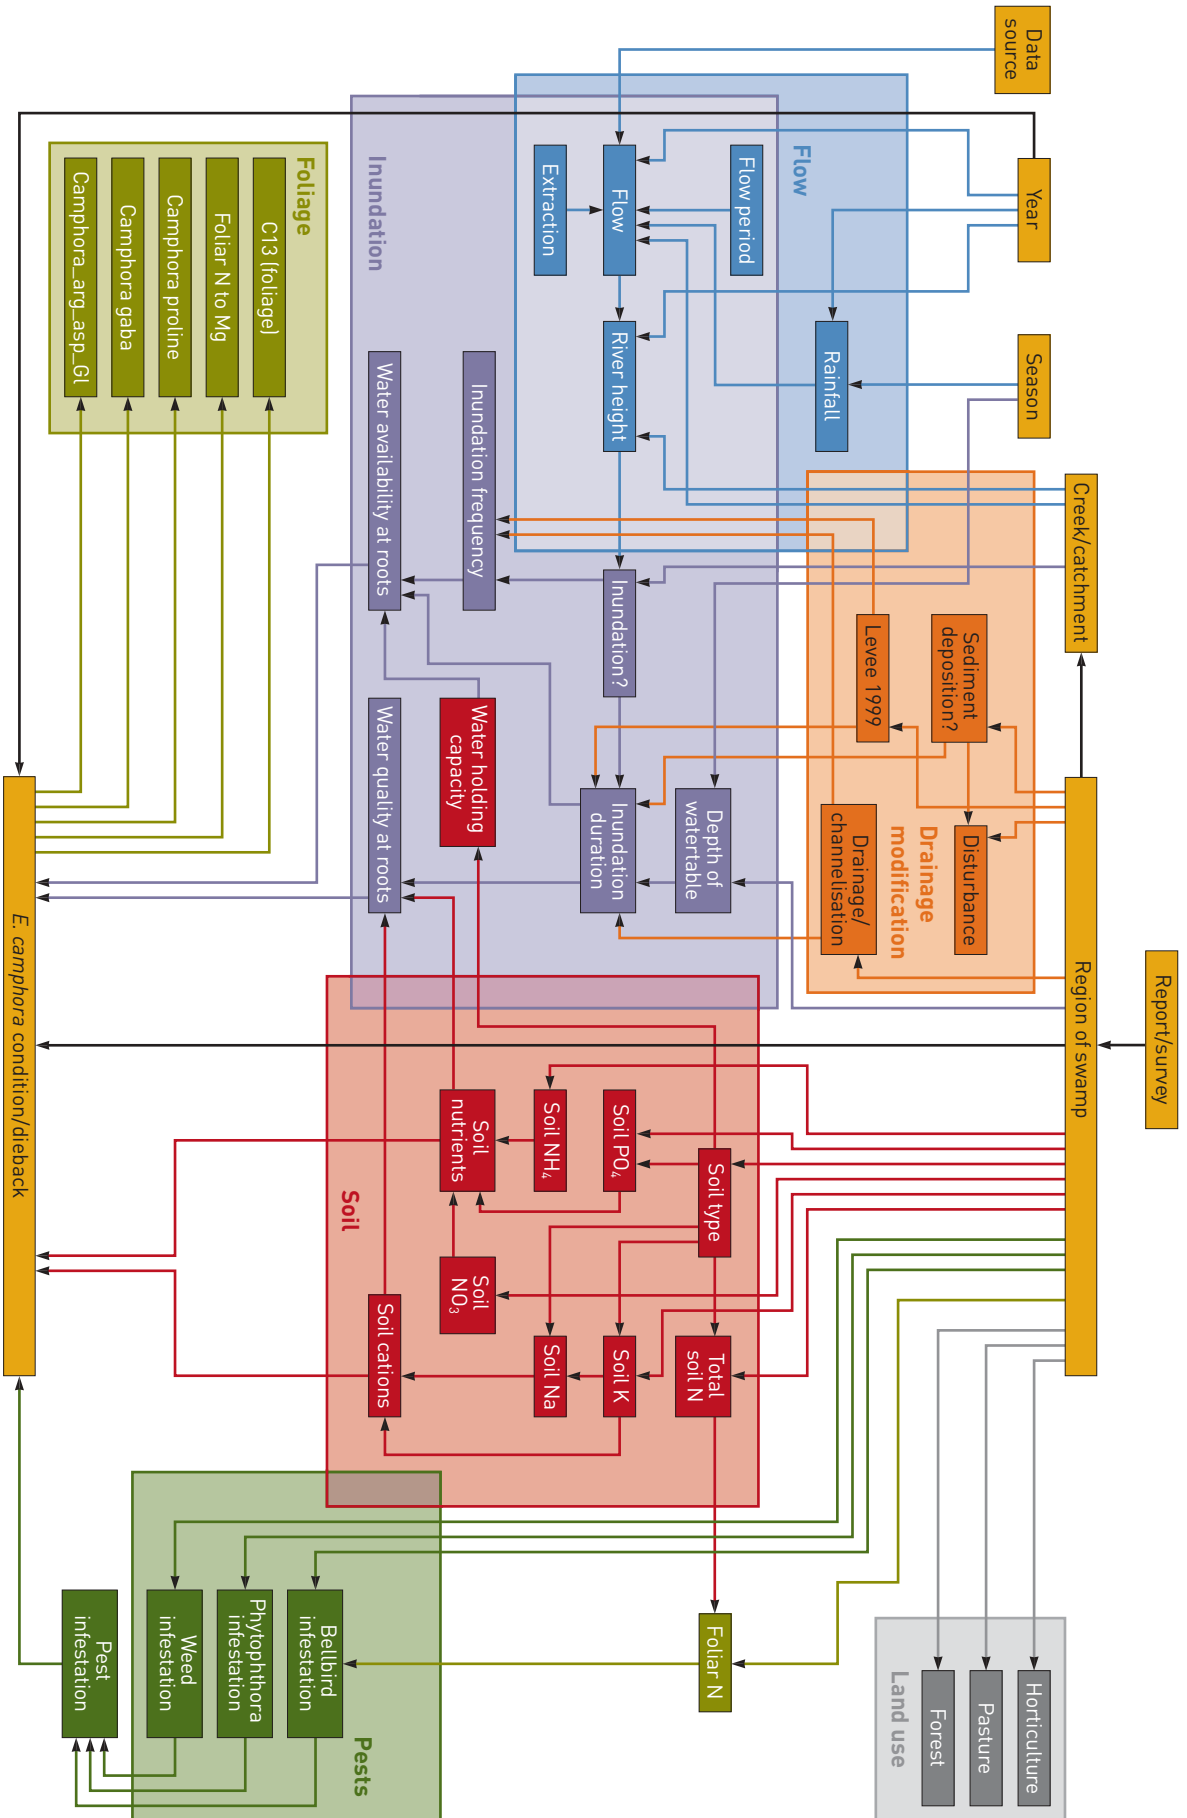 Report/survey
Creek/catchment
Region of swamp
Data
source
Year
Season
Flow
Rainfall
Flow period
Flow
River height
Extraction
Drainage
modification
Sediment
deposition?
Disturbance
Levee 1999
Drainage/
channelisation
Land use
Horticulture
Pasture
Forest
Inundation
Inundation?
Depth of
watertable
Inundation
duration
Inundation frequency
Water holding
capacity
Water availability at roots
Water quality at roots
Soil
Soil type
Total
soil N
Soil PO₄
Soil K
Soil NH₄
Soil Na
Soil
nutrients
Soil
NO₃
Soil cations
Foliar N
Foliage
C13 (foliage)
Foliar N to Mg
Camphora proline
Camphora gaba
Camphora_arg_asp_Gl
Pests
Bellbird
infestation
Phytophthora
infestation
Weed
infestation
Pest
infestation
E. camphora condition/dieback